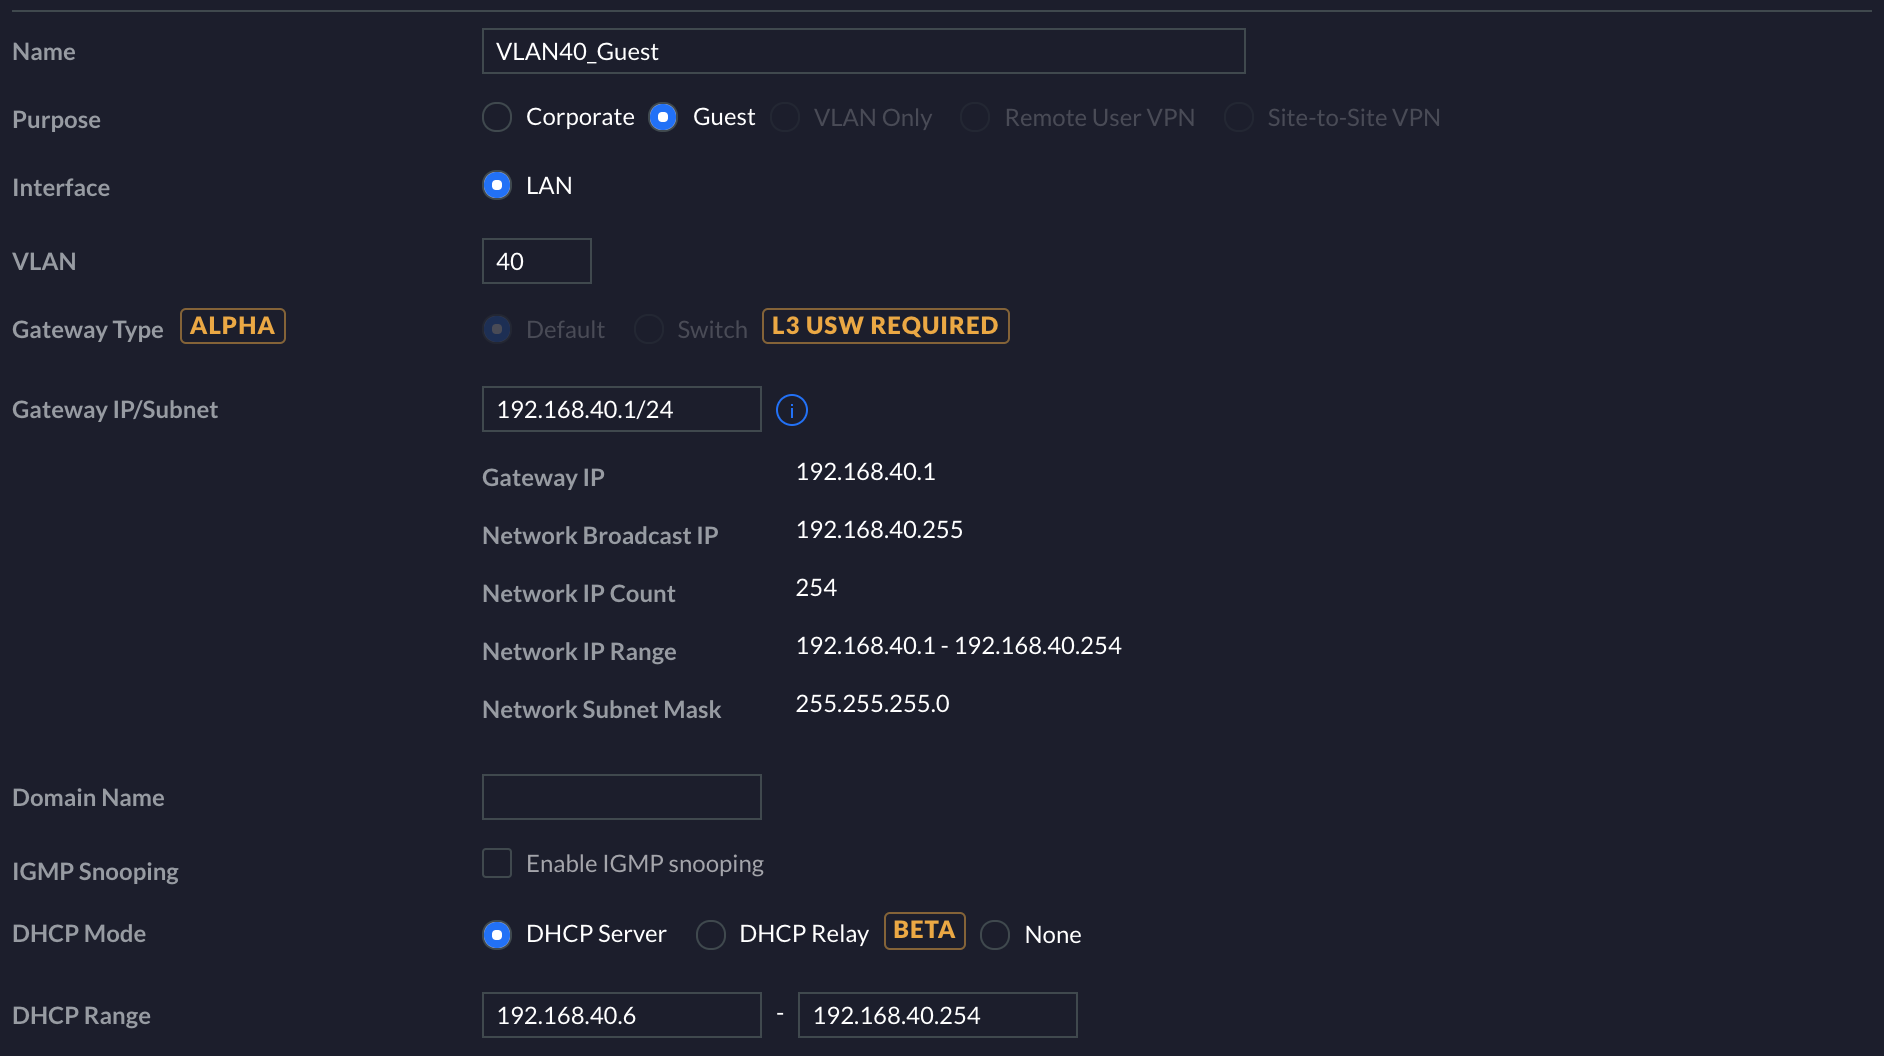 Name VLAN40_Guest
Purpose Corporate Guest VLAN Only Remote User VPN Site-to-Site VPN
Interface LAN
VLAN 40
Gateway Type ALPHA Default Switch L3 USW REQUIRED
Gateway IP/Subnet 192.168.40.1/24 i
Gateway IP 192.168.40.1
Network Broadcast IP 192.168.40.255
Network IP Count 254
Network IP Range 192.168.40.1 - 192.168.40.254
Network Subnet Mask 255.255.255.0
Domain Name
IGMP Snooping Enable IGMP snooping
DHCP Mode DHCP Server DHCP Relay BETA None
DHCP Range 192.168.40.6 - 192.168.40.254